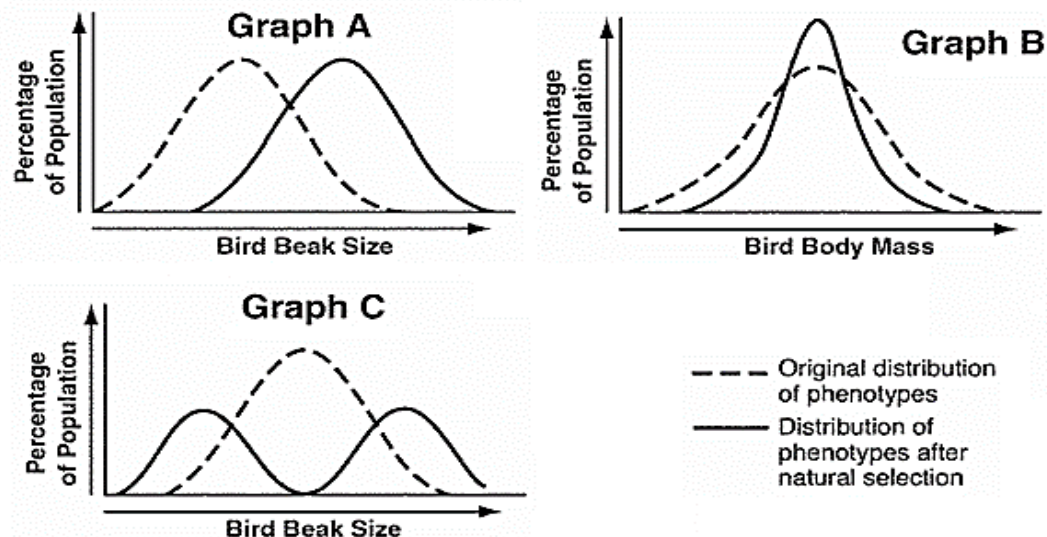 Graph A
Percentage
of Population
Bird Beak Size
Graph B
Percentage
of Population
Bird Body Mass
Graph C
Percentage
of Population
Bird Beak Size
Original distribution
of phenotypes
Distribution of
phenotypes after
natural selection